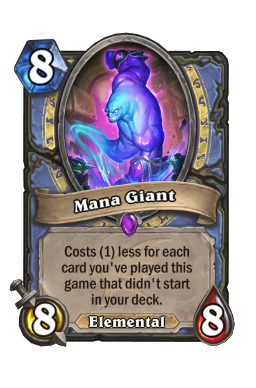 8
Mana Giant
Costs (1) less for each
card you've played this
game that didn't start
in your deck.
8
Elemental
8